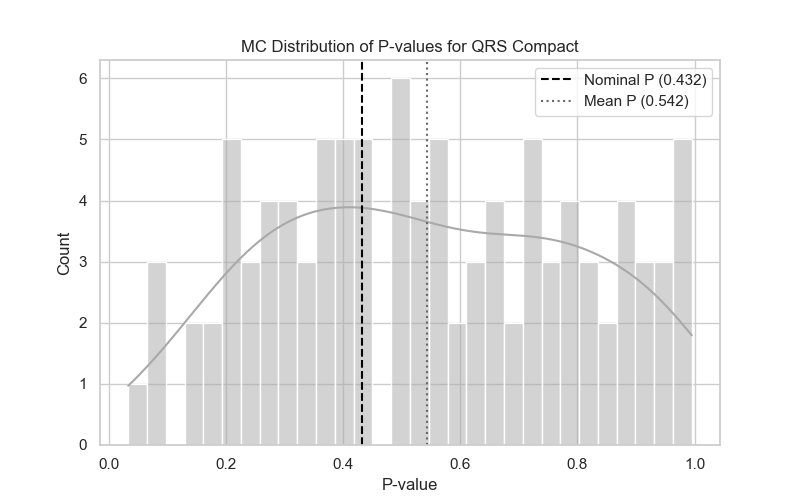 MC Distribution of P-values for QRS Compact
Nominal P (0.432)
Mean P (0.542)
6
5
4
3
2
1
0
Count
0.0 0.2 0.4 0.6 0.8 1.0
P-value